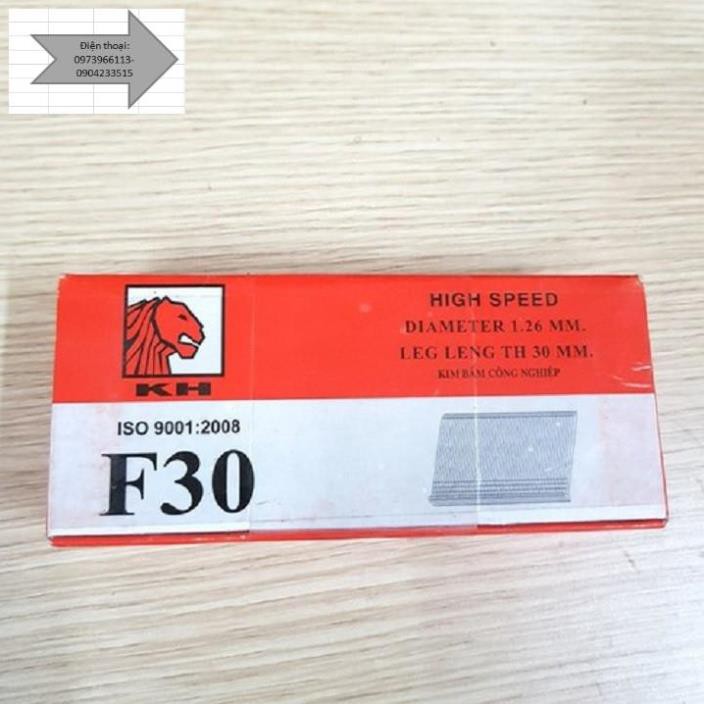 Điện thoại:
0973966113-
0904233515
HIGH SPEED
DIAMETER 1.26 MM.
LEG LENG TH 30 MM.
KIM BẤM CÔNG NGHIỆP
KH
ISO 9001:2008
F30